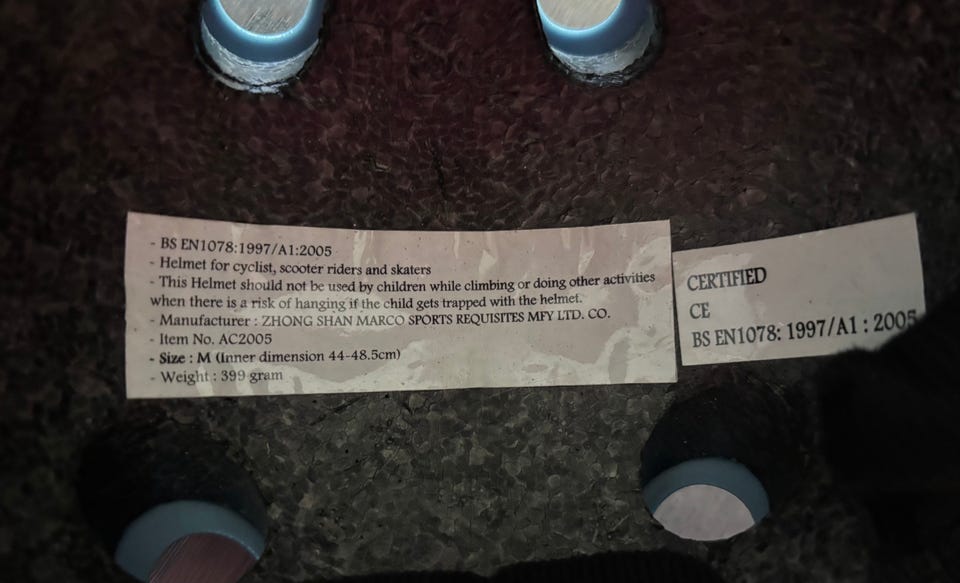 - BS EN1078:1997/A1:2005
- Helmet for cyclist, scooter riders and skaters
- This Helmet should not be used by children while climbing or doing other activities
when there is a risk of hanging if the child gets trapped with the helmet.
- Manufacturer : ZHONG SHAN MARCO SPORTS REQUISITES MFY LTD. CO.
- Item No. AC2005
- Size : M (Inner dimension 44-48.5cm)
- Weight : 399 gram
CERTIFIED
CE
BS EN1078: 1997/A1 : 2005